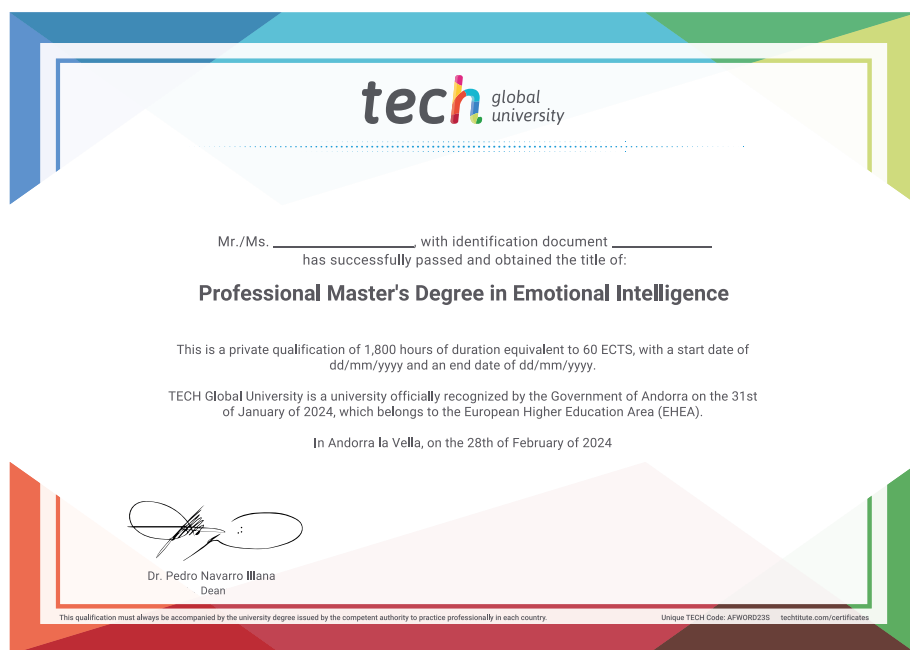 tech global
university
Mr./Ms. ____________, with identification document ____________
has successfully passed and obtained the title of:
Professional Master's Degree in Emotional Intelligence
This is a private qualification of 1,800 hours of duration equivalent to 60 ECTS, with a start date of
dd/mm/yyyy and an end date of dd/mm/yyyy.
TECH Global University is a university officially recognized by the Government of Andorra on the 31st
of January of 2024, which belongs to the European Higher Education Area (EHEA).
In Andorra la Vella, on the 28th of February of 2024
Dr. Pedro Navarro Illana
Dean
This qualification must always be accompanied by the university degree issued by the competent authority to practice professionally in each country. Unique TECH Code: AFWORD23S techtitute.com/certificates